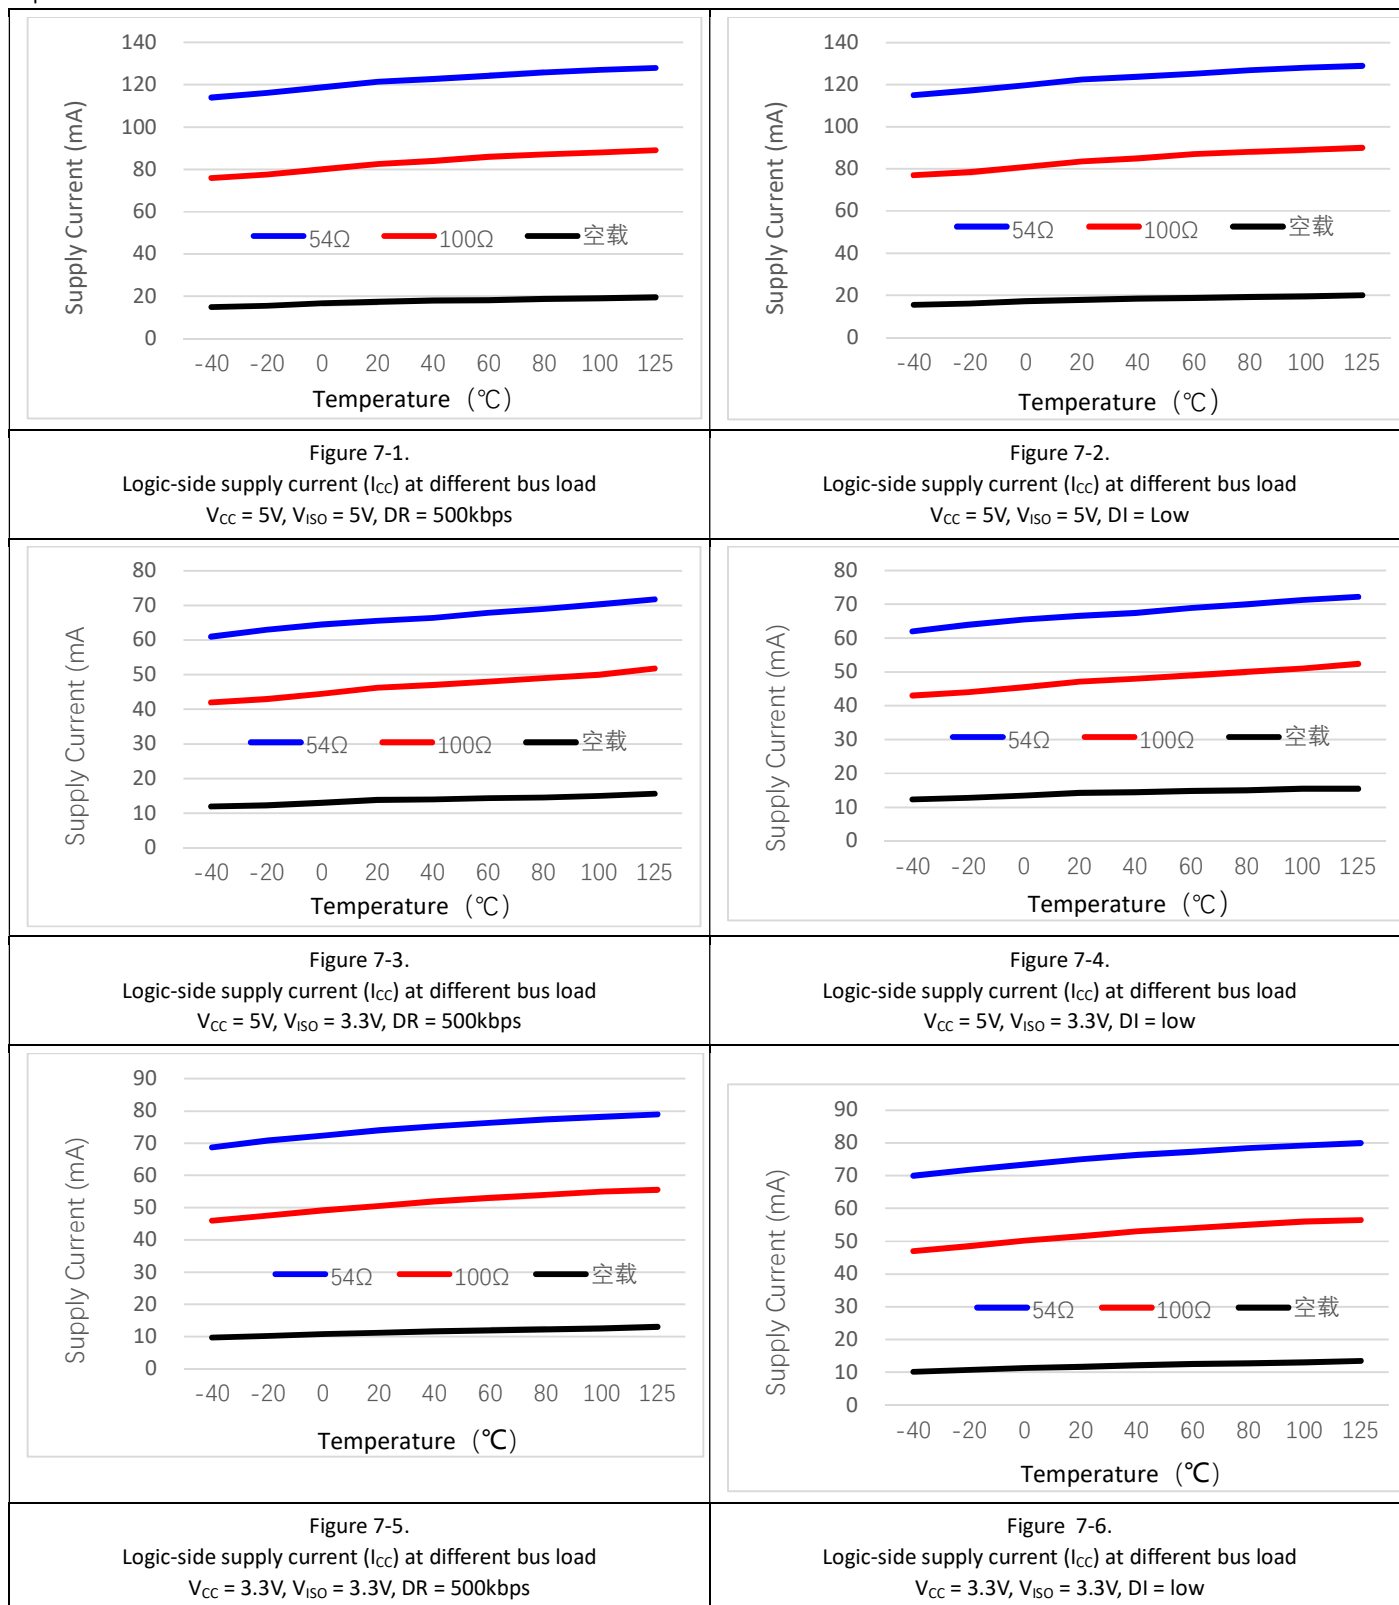 140
120
100
80
60
40
20
0
Supply Current (mA)
54Ω 100Ω 空载
-40 -20 0 20 40 60 80 100 125
Temperature（℃）
Figure 7-1.
Logic-side supply current (ICC) at different bus load
VCC = 5V, VISO = 5V, DR = 500kbps
140
120
100
80
60
40
20
0
Supply Current (mA)
54Ω 100Ω 空载
-40 -20 0 20 40 60 80 100 125
Temperature（℃）
Figure 7-2.
Logic-side supply current (ICC) at different bus load
VCC = 5V, VISO = 5V, DI = Low
80
70
60
50
40
30
20
10
0
Supply Current (mA
54Ω 100Ω 空载
-40 -20 0 20 40 60 80 100 125
Temperature（℃）
Figure 7-3.
Logic-side supply current (ICC) at different bus load
VCC = 5V, VISO = 3.3V, DR = 500kbps
80
70
60
50
40
30
20
10
0
Supply Current (mA)
54Ω 100Ω 空载
-40 -20 0 20 40 60 80 100 125
Temperature（℃）
Figure 7-4.
Logic-side supply current (ICC) at different bus load
VCC = 5V, VISO = 3.3V, DI = low
90
80
70
60
50
40
30
20
10
0
Supply Current (mA)
54Ω 100Ω 空载
-40 -20 0 20 40 60 80 100 125
Temperature（℃）
Figure 7-5.
Logic-side supply current (ICC) at different bus load
VCC = 3.3V, VISO = 3.3V, DR = 500kbps
90
80
70
60
50
40
30
20
10
0
Supply Current (mA)
54Ω 100Ω 空载
-40 -20 0 20 40 60 80 100 125
Temperature（℃）
Figure 7-6.
Logic-side supply current (ICC) at different bus load
VCC = 3.3V, VISO = 3.3V, DI = low